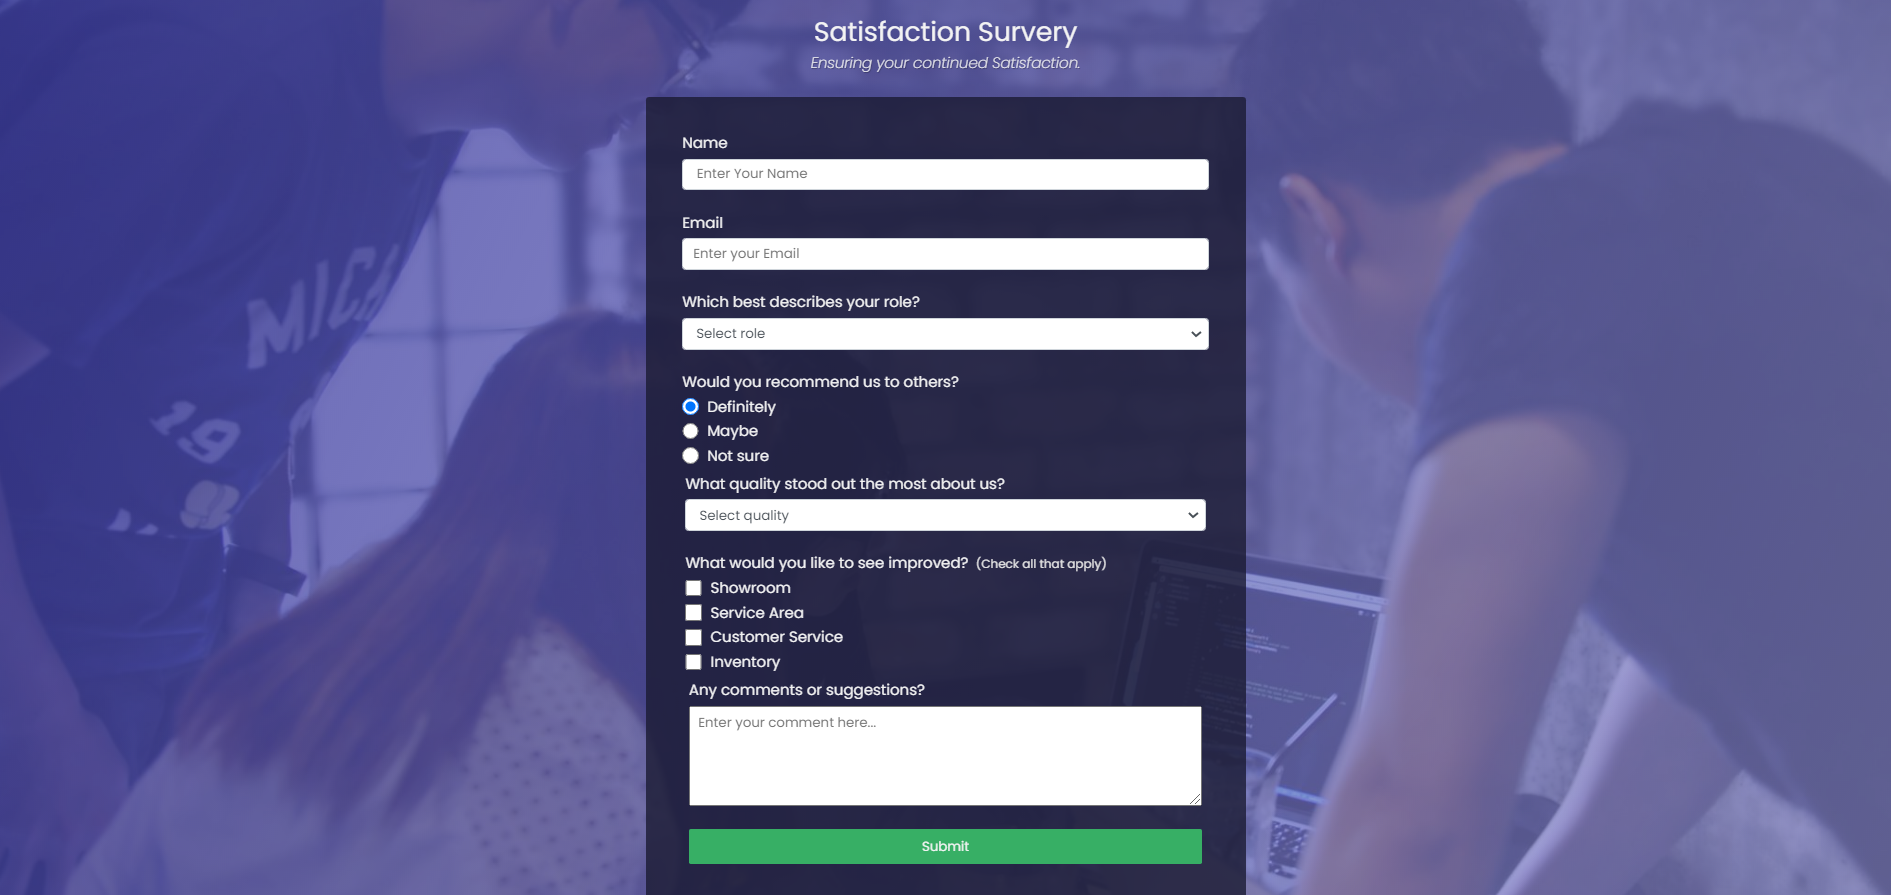 Satisfaction Survery
Ensuring your continued Satisfaction.
Name
Enter Your Name
Email
Enter your Email
Which best describes your role?
Select role
Would you recommend us to others?
Definitely
Maybe
Not sure
What quality stood out the most about us?
Select quality
What would you like to see improved? (Check all that apply)
Showroom
Service Area
Customer Service
Inventory
Any comments or suggestions?
Enter your comment here...
Submit
19